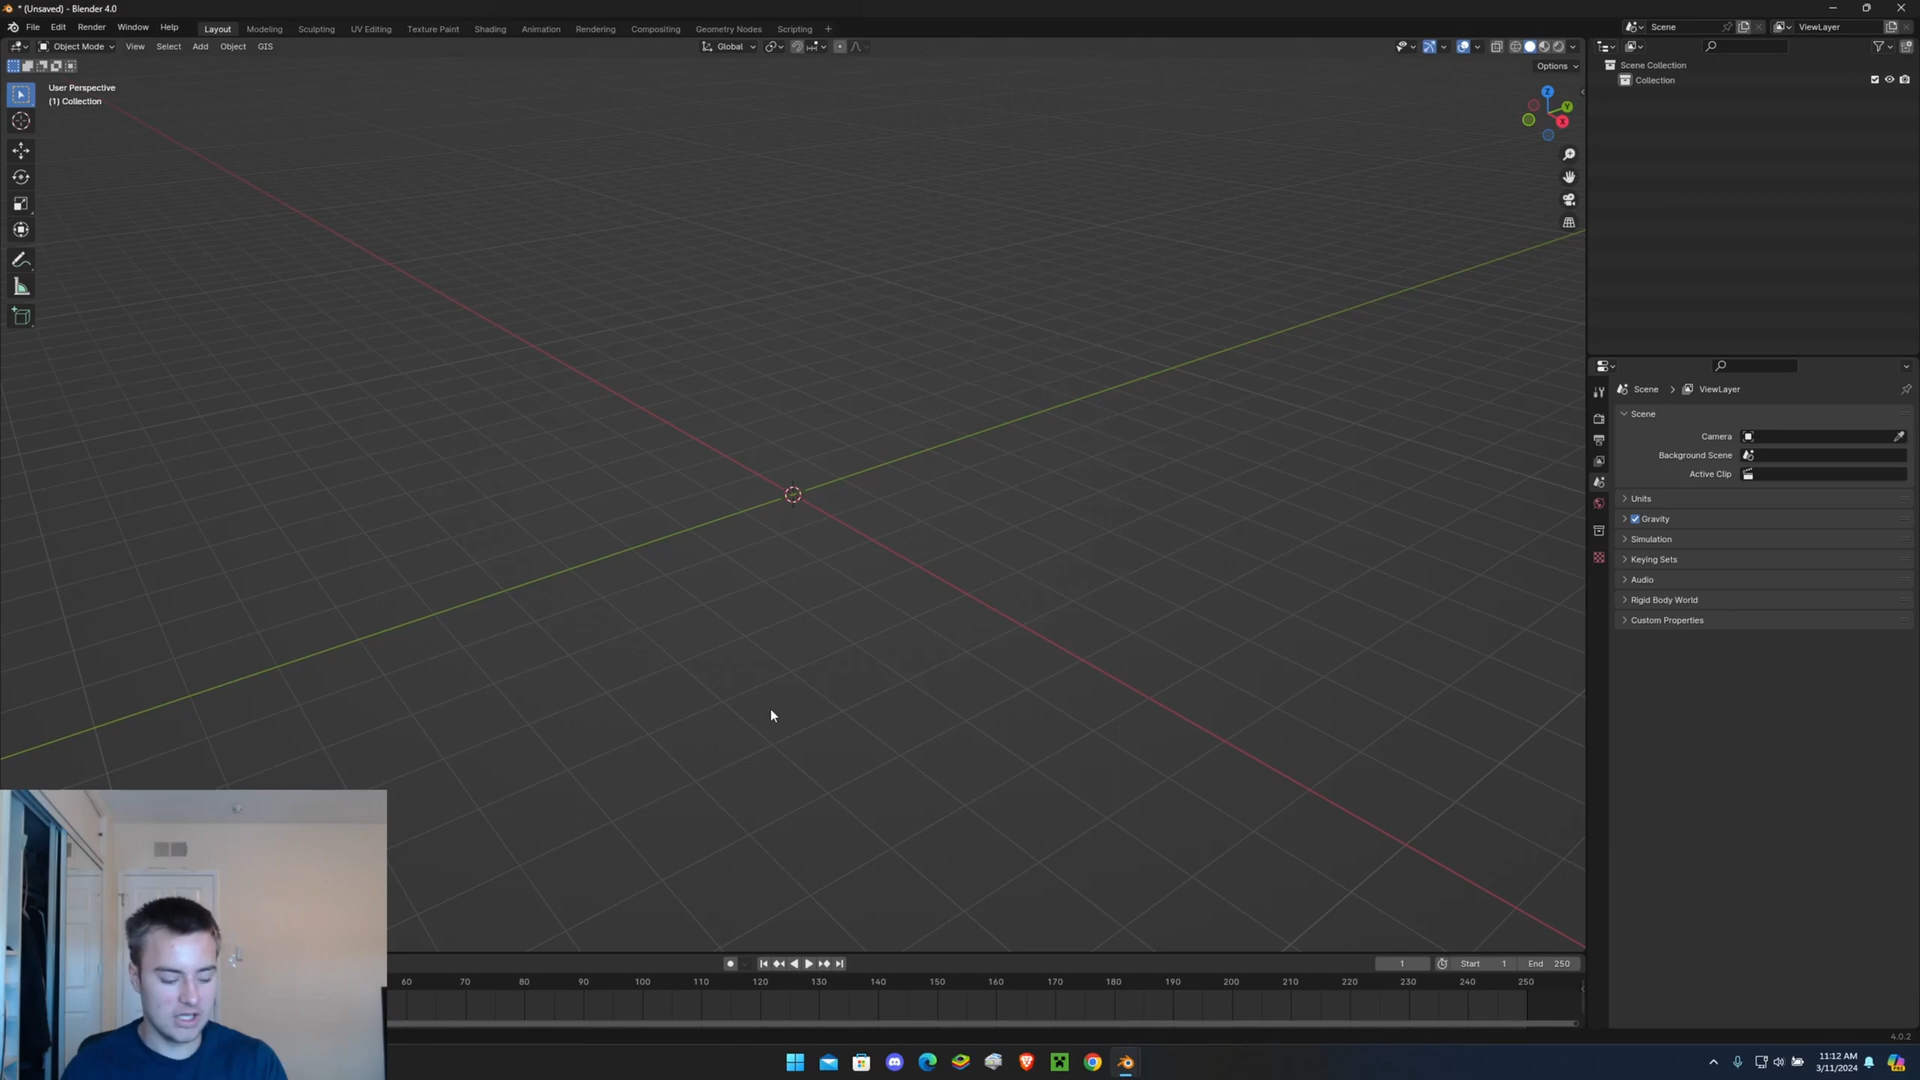 * (Unsaved) - Blender 4.0
File Edit Render Window Help Layout Modeling Sculpting UV Editing Texture Paint Shading Animation Rendering Compositing Geometry Nodes Scripting + Scene ViewLayer
Object Mode View Select Add Object GIS Global
Options
User Perspective
(1) Collection
Z
Y
X
Scene Collection
Collection
Scene > ViewLayer
Scene
Camera
Background Scene
Active Clip
Units
Gravity
Simulation
Keying Sets
Audio
Rigid Body World
Custom Properties
1 Start 1 End 250
60 70 80 90 100 110 120 130 140 150 160 170 180 190 200 210 220 230 240 250
4.0.2
11:12 AM
3/11/2024